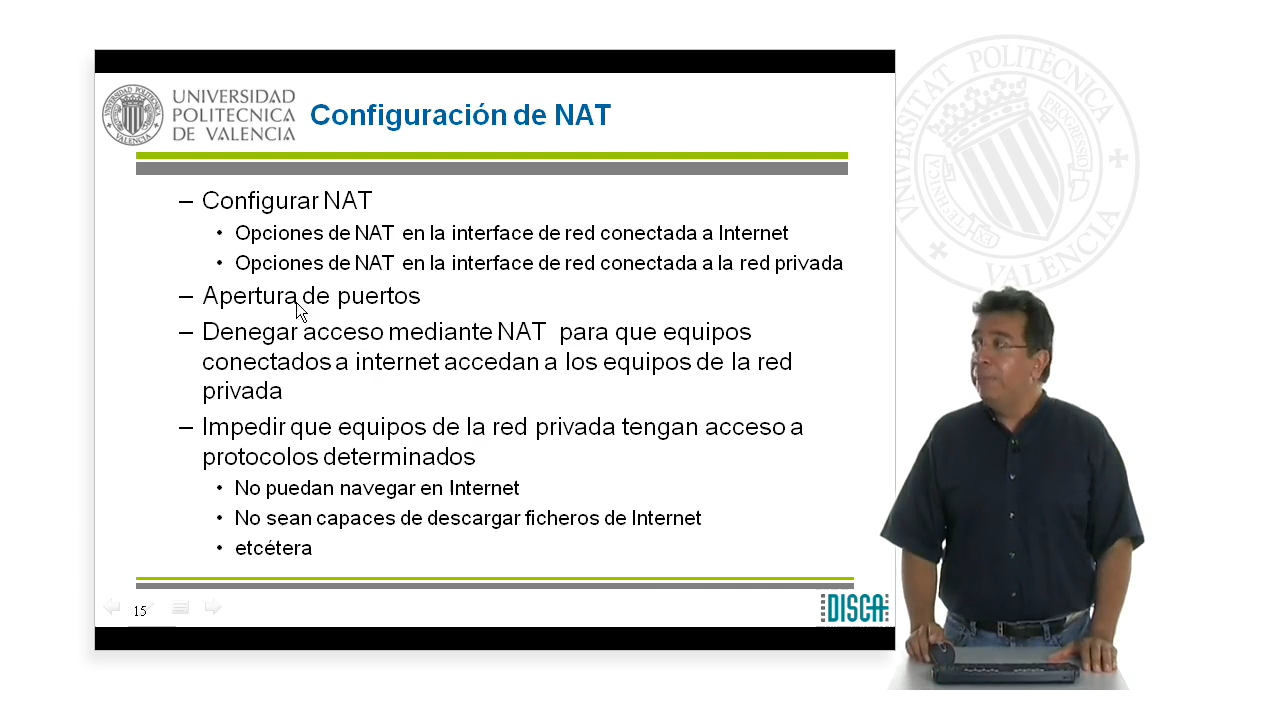 UNIVERSIDAD
POLITECNICA
DE VALENCIA
Configuración de NAT
– Configurar NAT
• Opciones de NAT en la interface de red conectada a Internet
• Opciones de NAT en la interface de red conectada a la red privada
– Apertura de puertos
– Denegar acceso mediante NAT para que equipos
conectados a internet accedan a los equipos de la red
privada
– Impedir que equipos de la red privada tengan acceso a
protocolos determinados
• No puedan navegar en Internet
• No sean capaces de descargar ficheros de Internet
• etcétera
15
DISCA
UNIVERSITAT POLITÈCNICA
VALÈNCIA